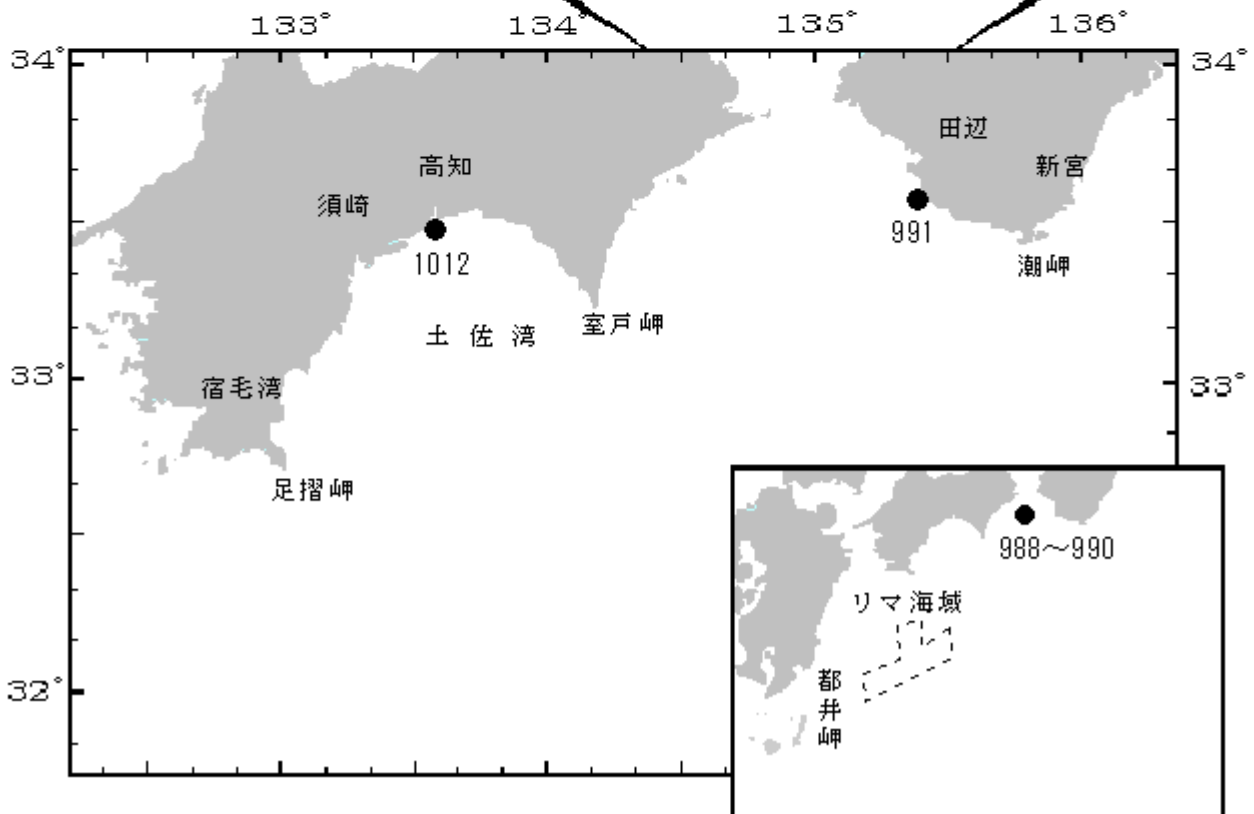 133°
134°
135°
136°
34°
34°
田辺
高知
新宮
須崎
991
1012
潮岬
室戸岬
土佐湾
33°
33°
宿毛湾
足摺岬
988～990
リマ海域
都井岬
32°